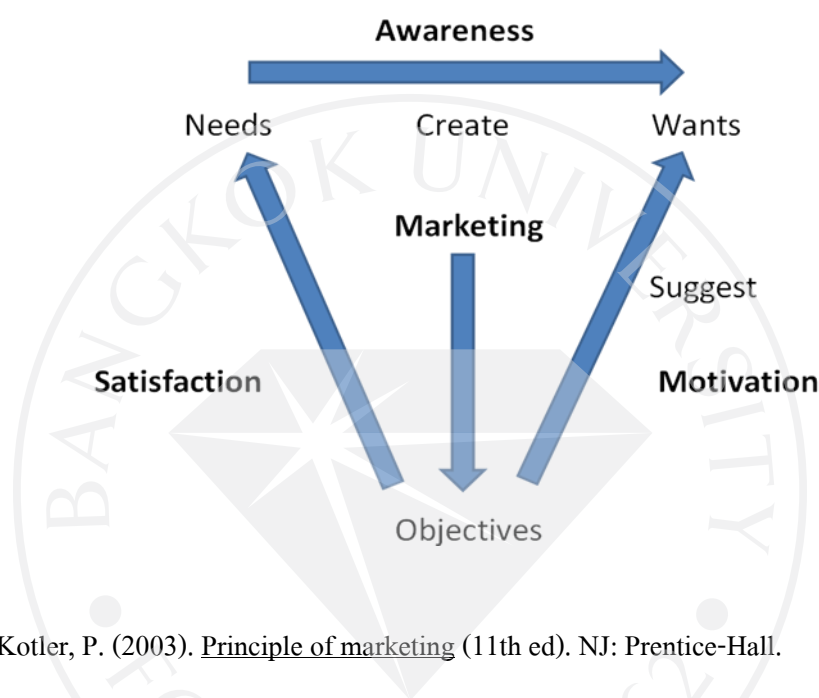 Awareness
Needs Create Wants
Marketing
Suggest
Satisfaction Motivation
Objectives
Kotler, P. (2003). Principle of marketing (11th ed). NJ: Prentice-Hall.
BANGKOK UNIVERSITY